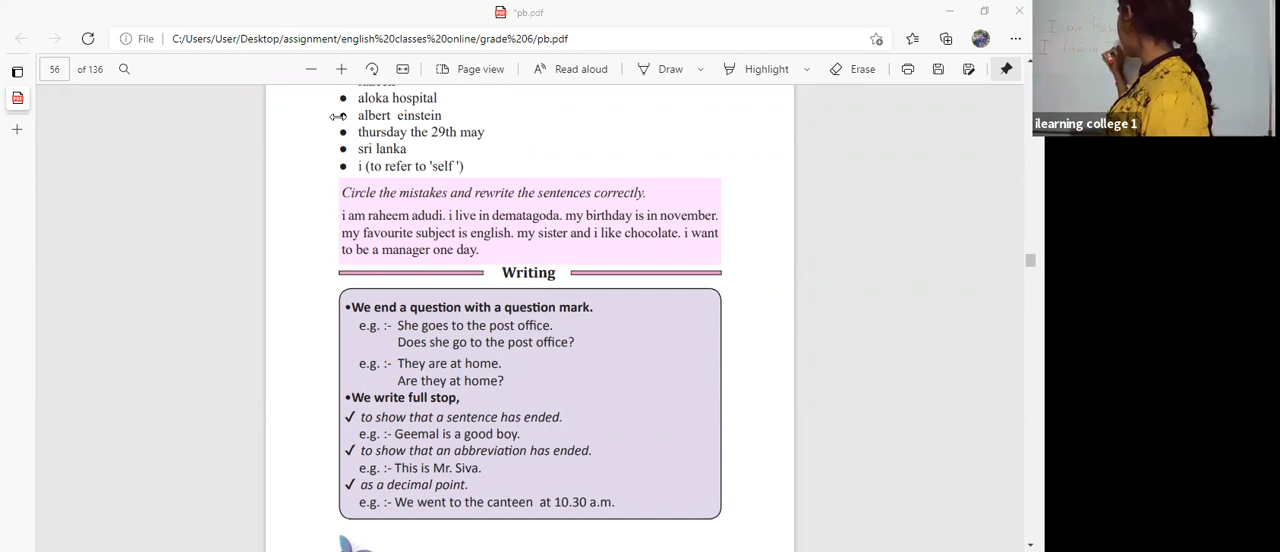 *pb.pdf
File C:/Users/User/Desktop/assignment/english%20classes%20online/grade%206/pb.pdf
56 of 136 Page view Read aloud Draw Highlight Erase
aloka hospital
albert einstein
thursday the 29th may
sri lanka
i (to refer to 'self ')
Circle the mistakes and rewrite the sentences correctly.
i am raheem adudi. i live in dematagoda. my birthday is in november.
my favourite subject is english. my sister and i like chocolate. i want
to be a manager one day.
Writing
•We end a question with a question mark.
e.g. :- She goes to the post office.
Does she go to the post office?
e.g. :- They are at home.
Are they at home?
•We write full stop,
✓ to show that a sentence has ended.
e.g. :- Geemal is a good boy.
✓ to show that an abbreviation has ended.
e.g. :- This is Mr. Siva.
✓ as a decimal point.
e.g. :- We went to the canteen at 10.30 a.m.
ilearning college 1